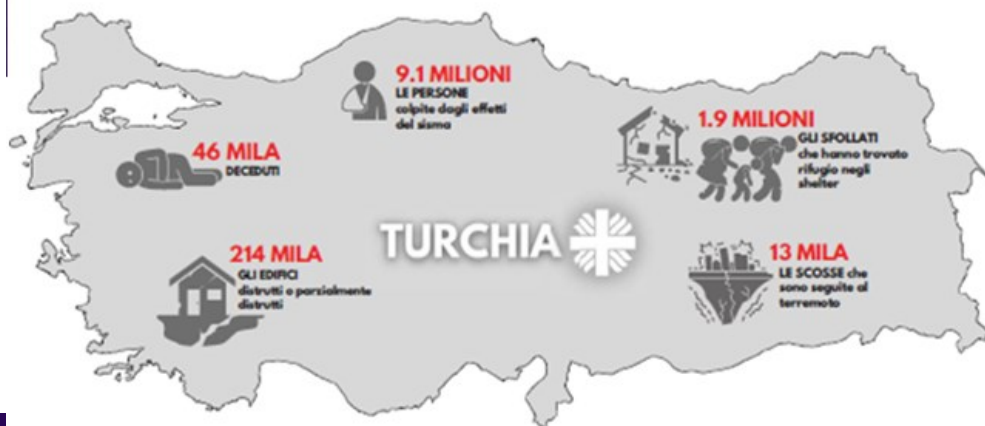 9.1 MILIONI
LE PERSONE
colpite dagli effetti
del sisma
1.9 MILIONI
GLI SFOLLATI
che hanno trovato
rifugio negli
shelter
46 MILA
DECEDUTI
TURCHIA
214 MILA
GLI EDIFICI
distrutti o parzialmente
distrutti
13 MILA
LE SCOSSE che
sono seguite al
terremoto